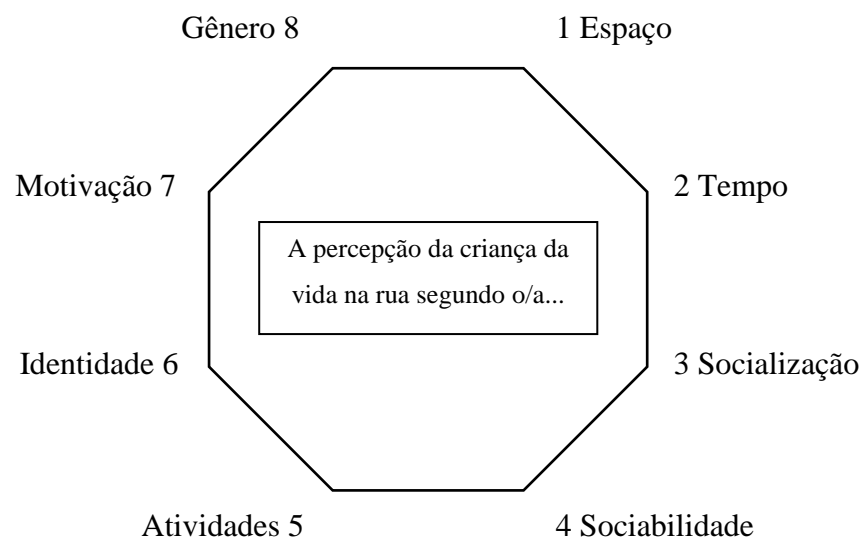 Gênero 8
1 Espaço
Motivação 7
2 Tempo
A percepção da criança da
vida na rua segundo o/a...
Identidade 6
3 Socialização
Atividades 5
4 Sociabilidade